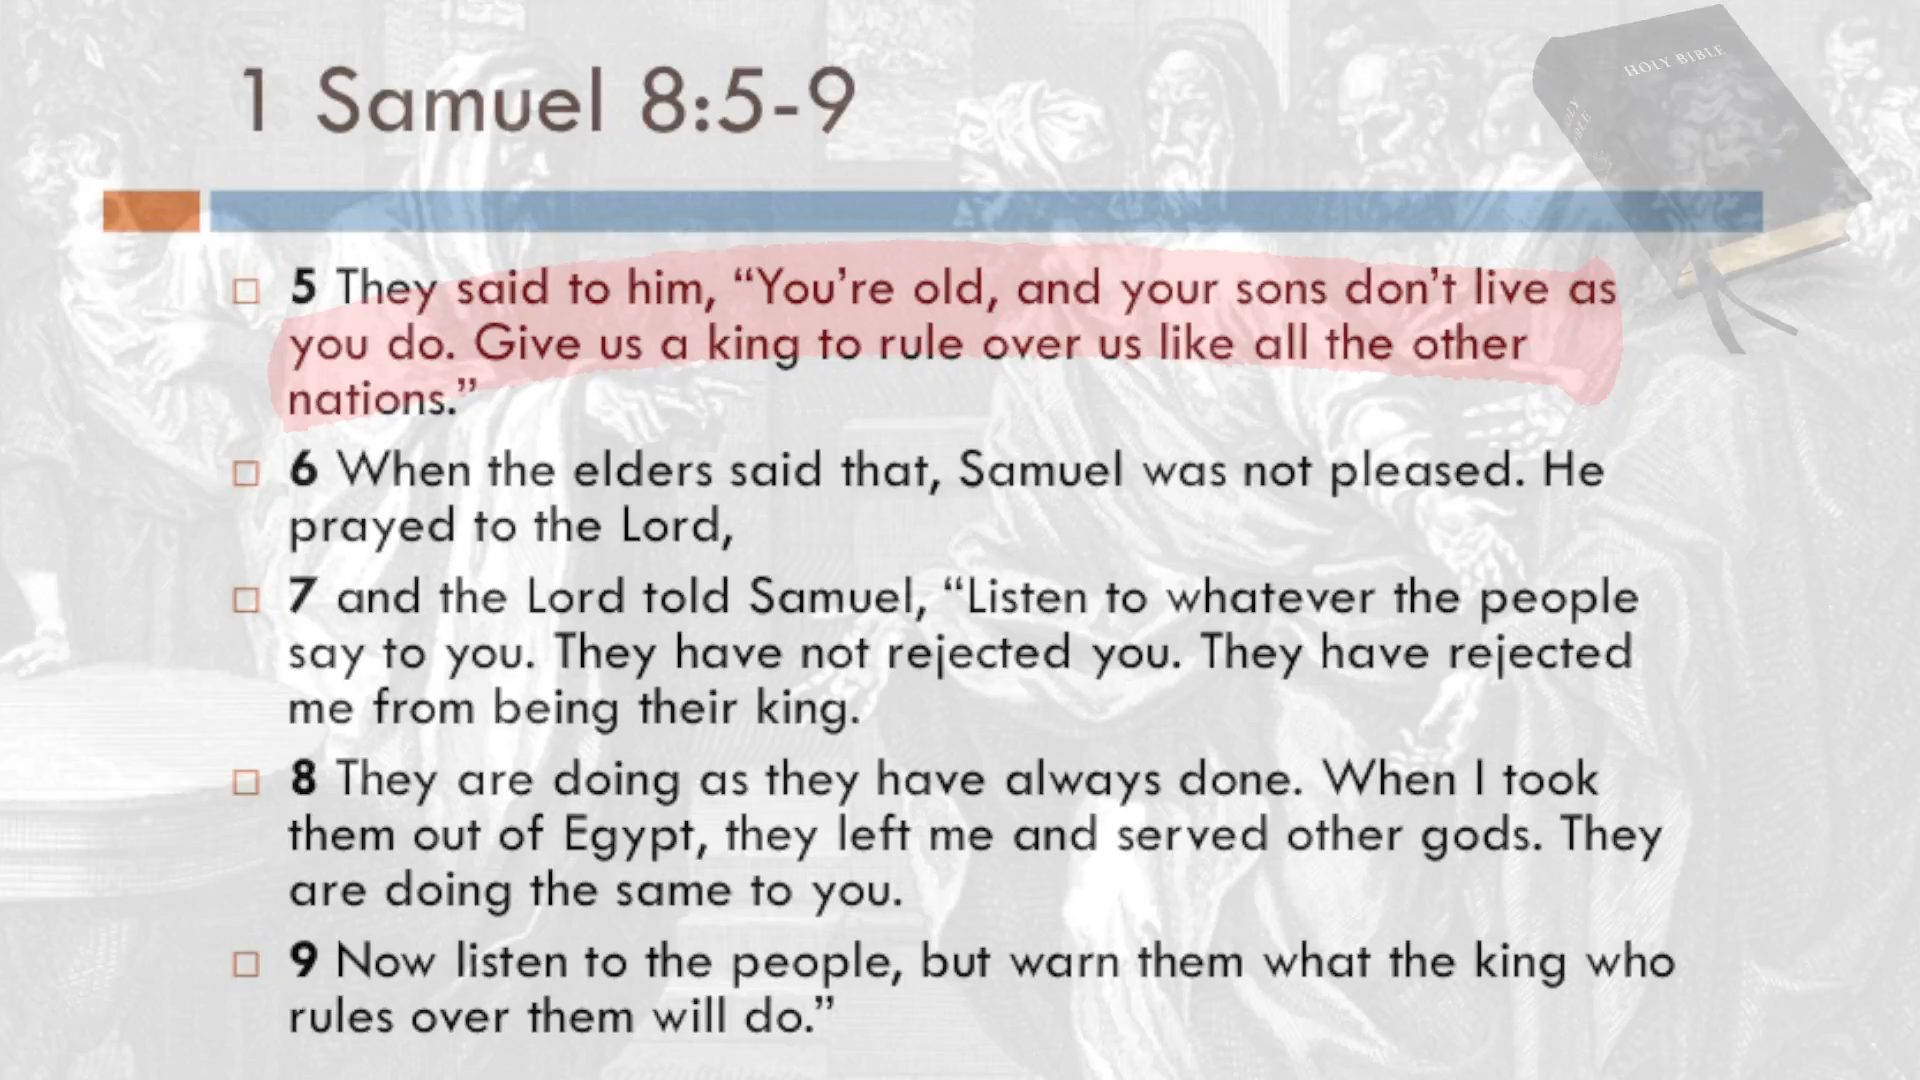 1 Samuel 8:5-9
HOLY BIBLE
5 They said to him, “You’re old, and your sons don’t live as
you do. Give us a king to rule over us like all the other
nations.”
6 When the elders said that, Samuel was not pleased. He
prayed to the Lord,
7 and the Lord told Samuel, “Listen to whatever the people
say to you. They have not rejected you. They have rejected
me from being their king.
8 They are doing as they have always done. When I took
them out of Egypt, they left me and served other gods. They
are doing the same to you.
9 Now listen to the people, but warn them what the king who
rules over them will do.”